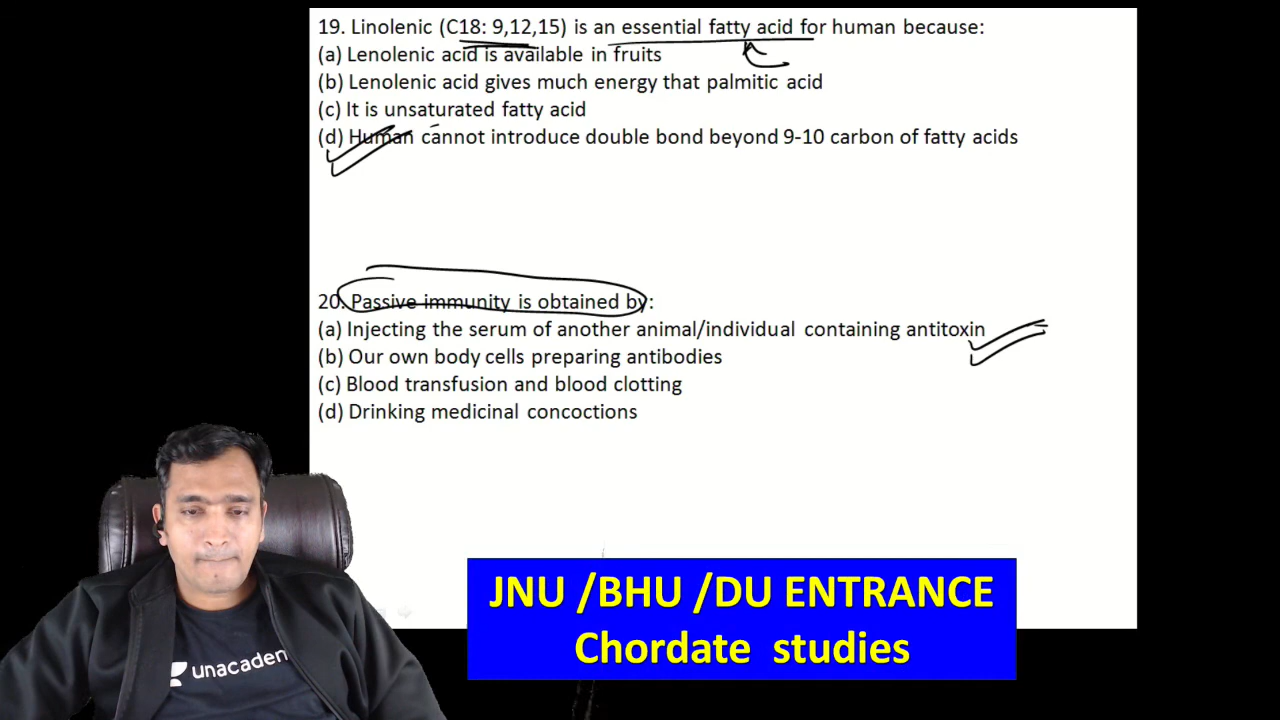 19. Linolenic (C18: 9,12,15) is an essential fatty acid for human because:
(a) Lenolenic acid is available in fruits
(b) Lenolenic acid gives much energy that palmitic acid
(c) It is unsaturated fatty acid
(d) Human cannot introduce double bond beyond 9-10 carbon of fatty acids
20. Passive immunity is obtained by:
(a) Injecting the serum of another animal/individual containing antitoxin
(b) Our own body cells preparing antibodies
(c) Blood transfusion and blood clotting
(d) Drinking medicinal concoctions
JNU /BHU /DU ENTRANCE
Chordate studies
unacaden